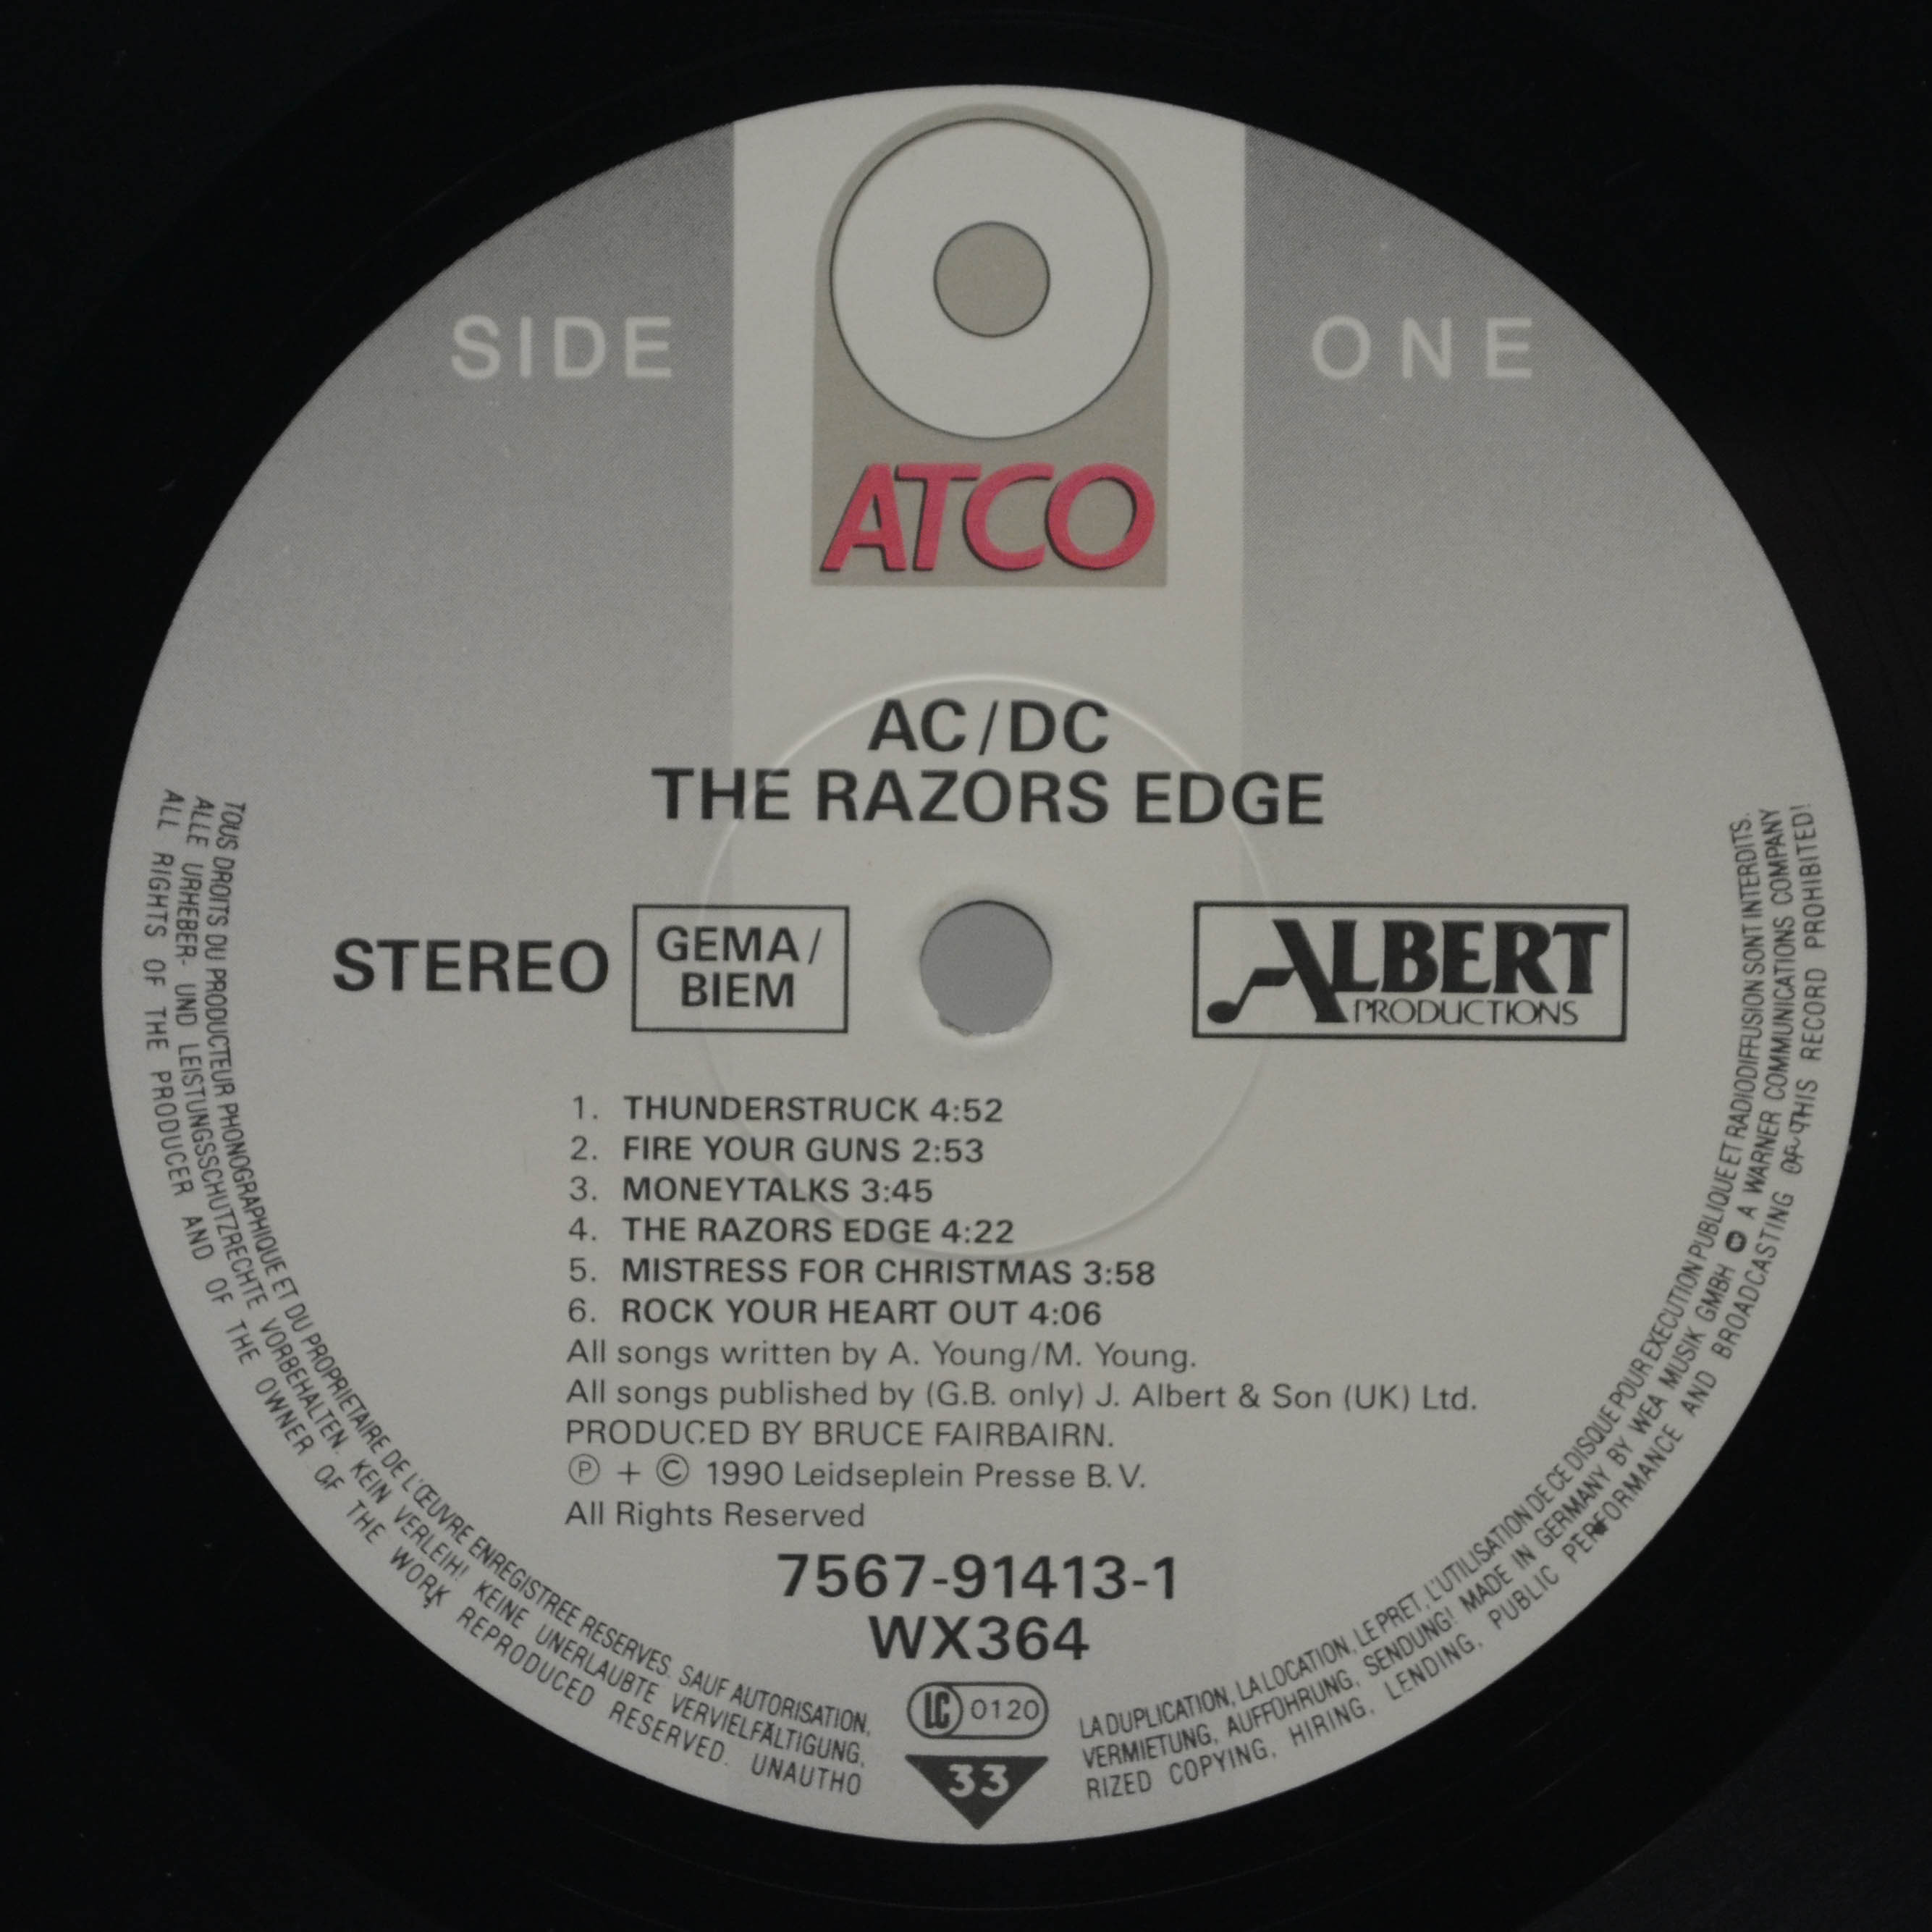 SIDE ONE
ATCO
AC/DC
THE RAZORS EDGE
STEREO
GEMA/
BIEM
ALBERT
PRODUCTIONS
1. THUNDERSTRUCK 4:52
2. FIRE YOUR GUNS 2:53
3. MONEYTALKS 3:45
4. THE RAZORS EDGE 4:22
5. MISTRESS FOR CHRISTMAS 3:58
6. ROCK YOUR HEART OUT 4:06
All songs written by A. Young/M. Young.
All songs published by (G.B. only) J. Albert & Son (UK) Ltd.
PRODUCED BY BRUCE FAIRBAIRN.
Ⓟ + © 1990 Leidseplein Presse B.V.
All Rights Reserved
7567-91413-1
WX364
LC 0120
33
TOUS DROITS DU PRODUCTEUR PHONOGRAPHIQUE ET DU PROPRIETAIRE DE L'ŒUVRE ENREGISTREE RESERVES. SAUF AUTORISATION, LA DUPLICATION, LA LOCATION, LE PRET, L'UTILISATION DE CE DISQUE POUR EXECUTION PUBLIQUE ET RADIODIFFUSION SONT INTERDITS.
ALLE URHEBER- UND LEISTUNGSSCHUTZRECHTE VORBEHALTEN. KEIN VERLEIH! KEINE UNERLAUBTE VERVIELFÄLTIGUNG, VERMIETUNG, AUFFÜHRUNG, SENDUNG! MADE IN GERMANY BY WEA MUSIK GMBH A WARNER COMMUNICATIONS COMPANY
ALL RIGHTS OF THE PRODUCER AND OF THE OWNER OF THE WORK REPRODUCED RESERVED. UNAUTHORIZED COPYING, HIRING, LENDING, PUBLIC PERFORMANCE AND BROADCASTING OF THIS RECORD PROHIBITED!